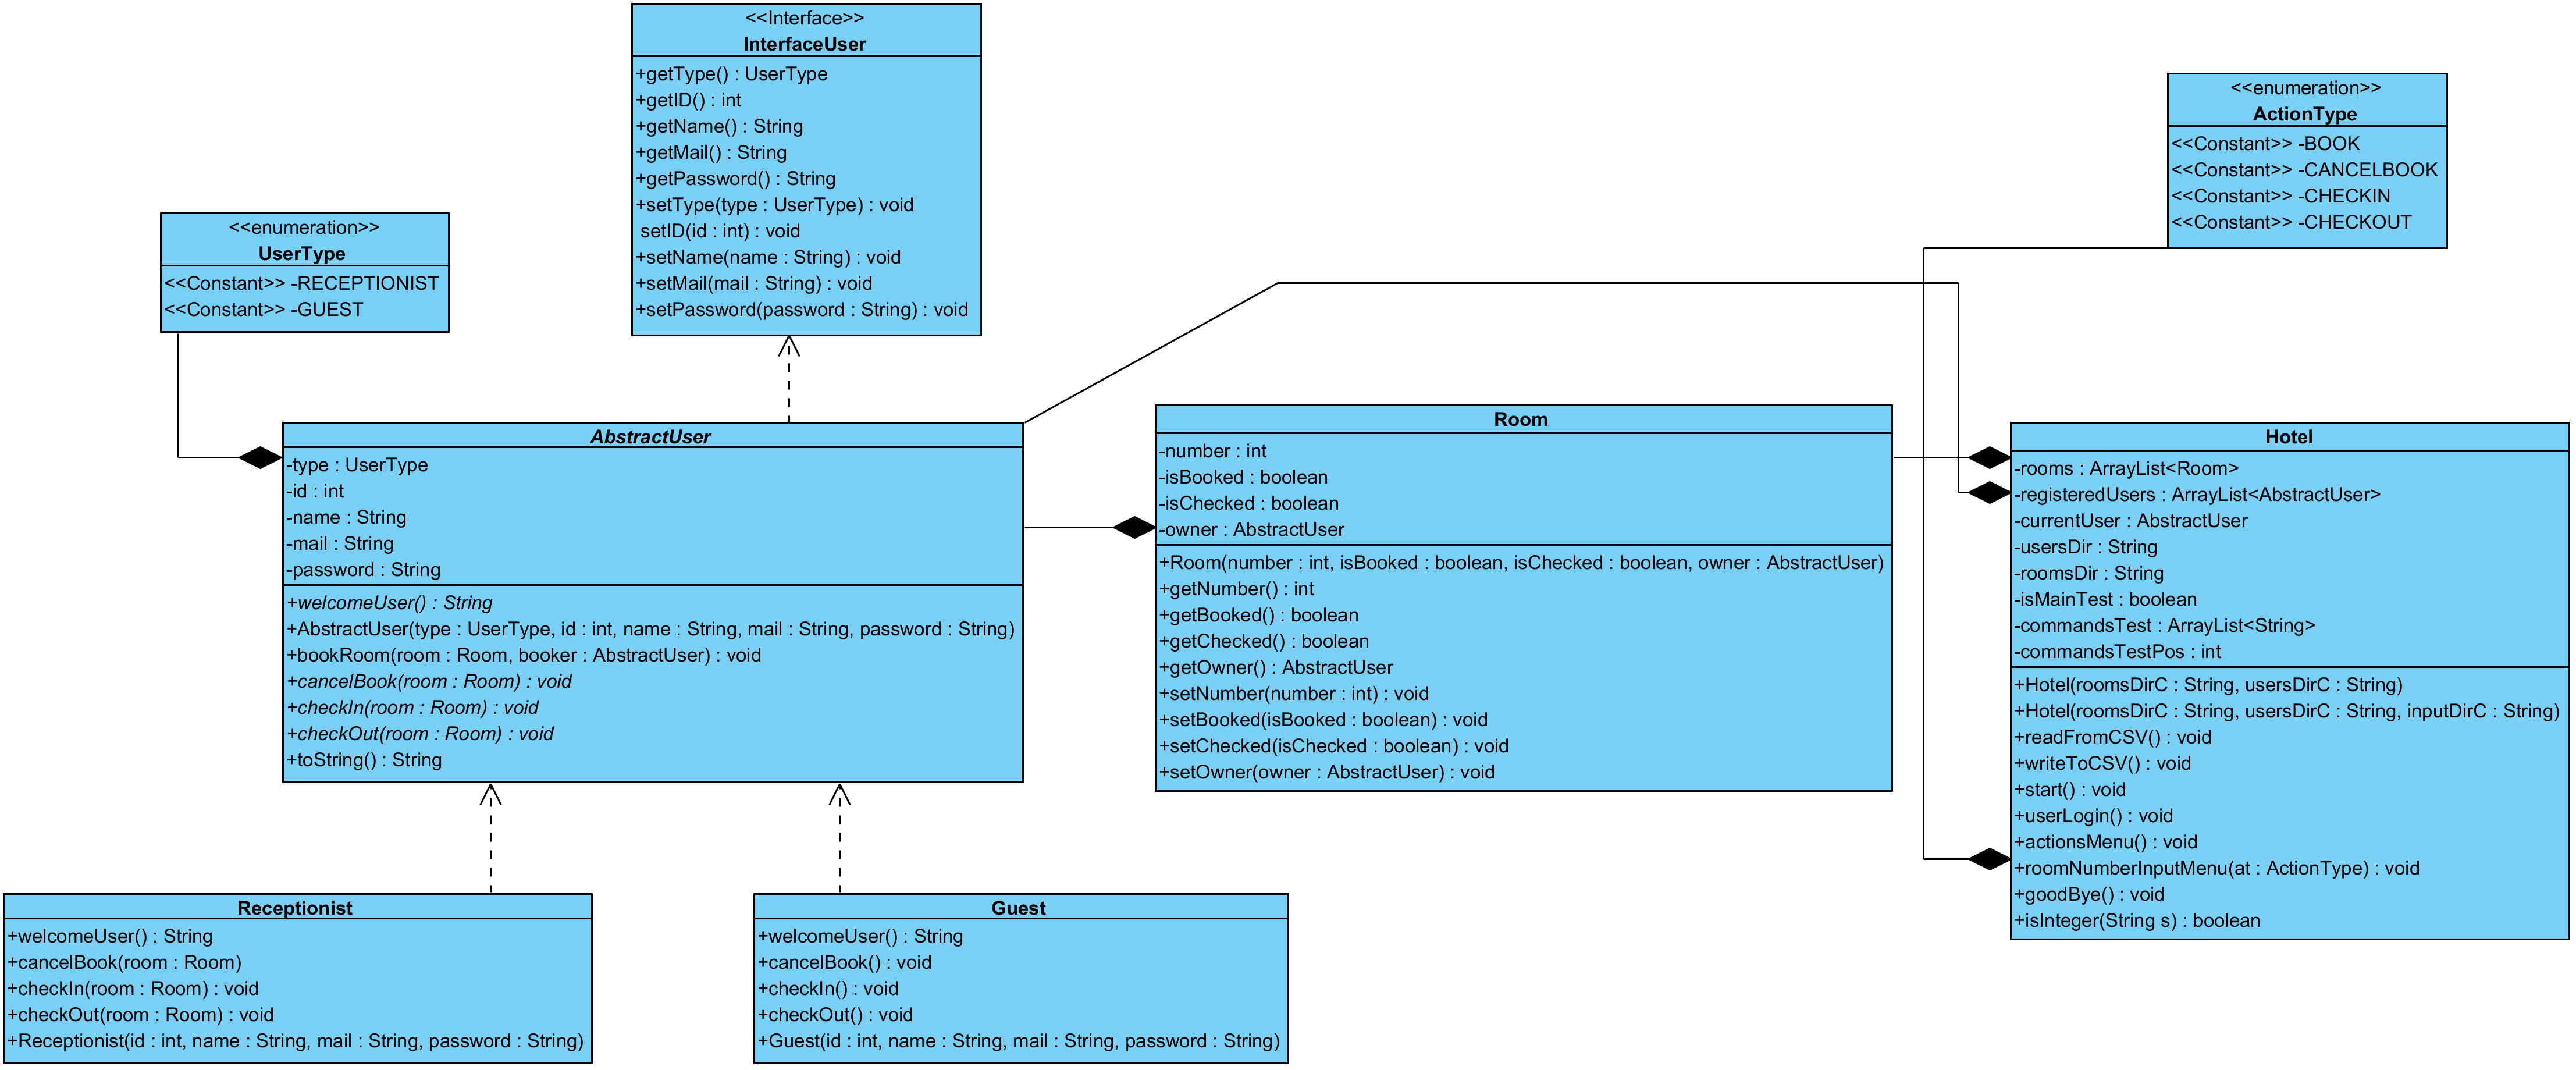 <<Interface>>
InterfaceUser
+getType() : UserType
+getID() : int
+getName() : String
+getMail() : String
+getPassword() : String
+setType(type : UserType) : void
setID(id : int) : void
+setName(name : String) : void
+setMail(mail : String) : void
+setPassword(password : String) : void
<<enumeration>>
ActionType
<<Constant>> -BOOK
<<Constant>> -CANCELBOOK
<<Constant>> -CHECKIN
<<Constant>> -CHECKOUT
<<enumeration>>
UserType
<<Constant>> -RECEPTIONIST
<<Constant>> -GUEST
AbstractUser
-type : UserType
-id : int
-name : String
-mail : String
-password : String
+welcomeUser() : String
+AbstractUser(type : UserType, id : int, name : String, mail : String, password : String)
+bookRoom(room : Room, booker : AbstractUser) : void
+cancelBook(room : Room) : void
+checkIn(room : Room) : void
+checkOut(room : Room) : void
+toString() : String
Room
-number : int
-isBooked : boolean
-isChecked : boolean
-owner : AbstractUser
+Room(number : int, isBooked : boolean, isChecked : boolean, owner : AbstractUser)
+getNumber() : int
+getBooked() : boolean
+getChecked() : boolean
+getOwner() : AbstractUser
+setNumber(number : int) : void
+setBooked(isBooked : boolean) : void
+setChecked(isChecked : boolean) : void
+setOwner(owner : AbstractUser) : void
Hotel
-rooms : ArrayList<Room>
-registeredUsers : ArrayList<AbstractUser>
-currentUser : AbstractUser
-usersDir : String
-roomsDir : String
-isMainTest : boolean
-commandsTest : ArrayList<String>
-commandsTestPos : int
+Hotel(roomsDirC : String, usersDirC : String)
+Hotel(roomsDirC : String, usersDirC : String, inputDirC : String)
+readFromCSV() : void
+writeToCSV() : void
+start() : void
+userLogin() : void
+actionsMenu() : void
+roomNumberInputMenu(at : ActionType) : void
+goodBye() : void
+isInteger(String s) : boolean
Receptionist
+welcomeUser() : String
+cancelBook(room : Room)
+checkIn(room : Room) : void
+checkOut(room : Room) : void
+Receptionist(id : int, name : String, mail : String, password : String)
Guest
+welcomeUser() : String
+cancelBook() : void
+checkIn() : void
+checkOut() : void
+Guest(id : int, name : String, mail : String, password : String)